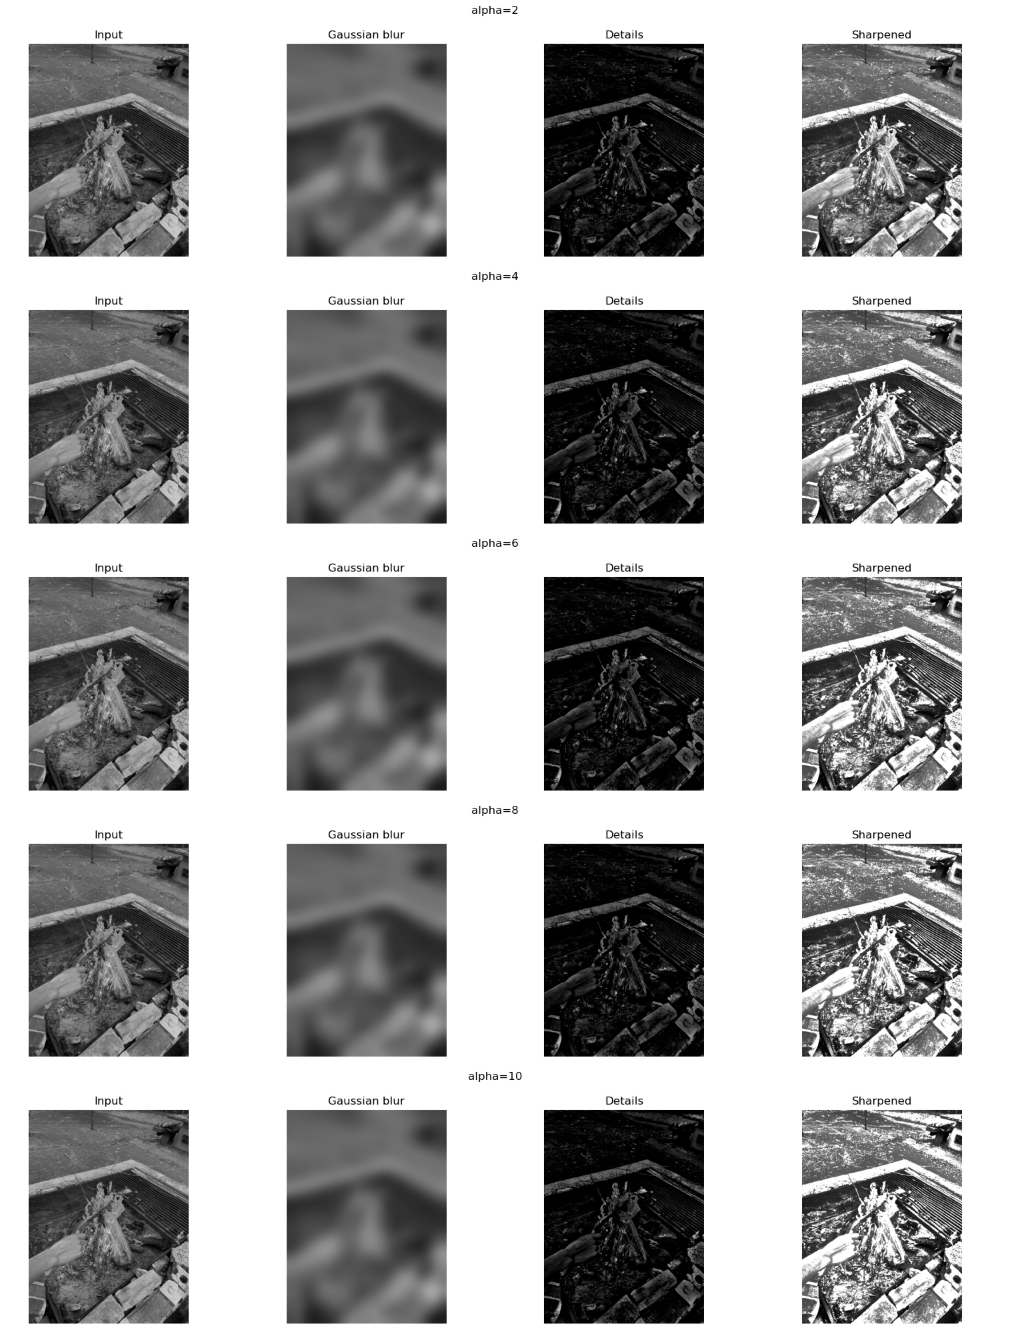 alpha=2
Input Gaussian blur Details Sharpened
alpha=4
Input Gaussian blur Details Sharpened
alpha=6
Input Gaussian blur Details Sharpened
alpha=8
Input Gaussian blur Details Sharpened
alpha=10
Input Gaussian blur Details Sharpened